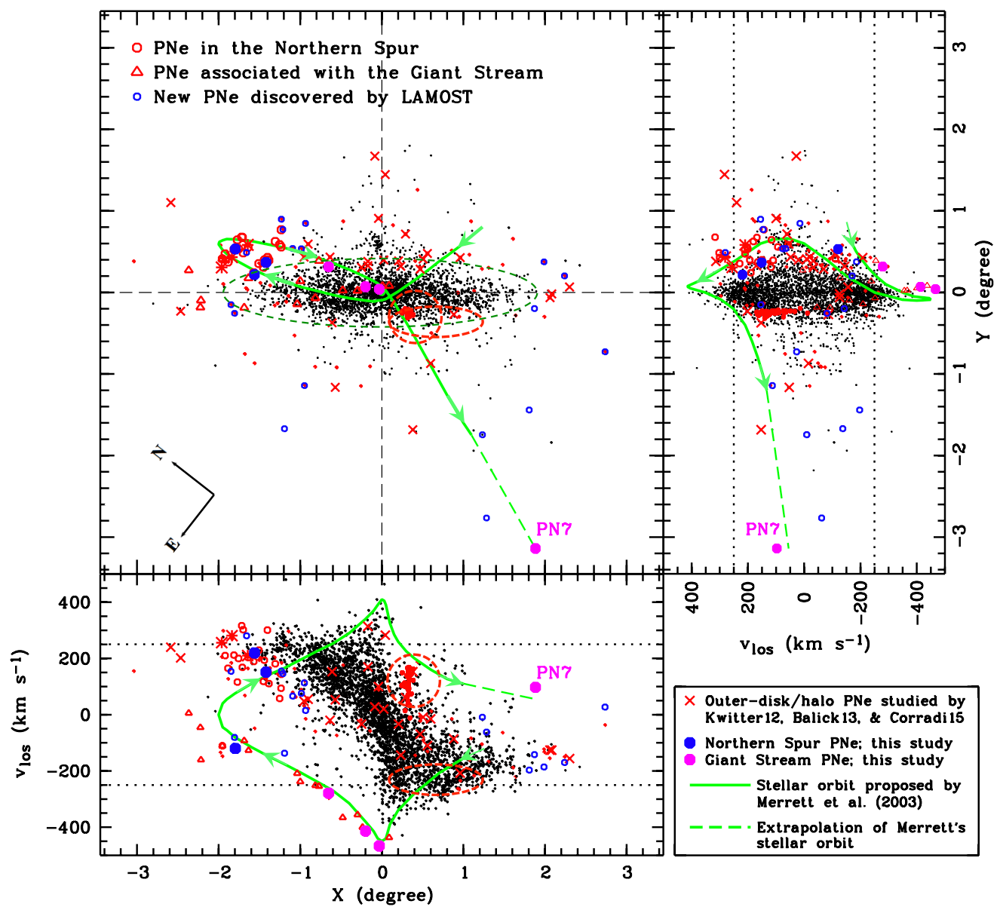 PNe in the Northern Spur
PNe associated with the Giant Stream
New PNe discovered by LAMOST
N
E
PN7
PN7
3
2
1
0
-1
-2
-3
Y (degree)
400
200
0
-200
-400
v_los (km s^-1)
400
200
0
-200
-400
v_los (km s^-1)
PN7
-3
-2
-1
0
1
2
3
X (degree)
Outer-disk/halo PNe studied by
Kwitter12, Balick13, & Corradi15
Northern Spur PNe; this study
Giant Stream PNe; this study
Stellar orbit proposed by
Merrett et al. (2003)
Extrapolation of Merrett's
stellar orbit